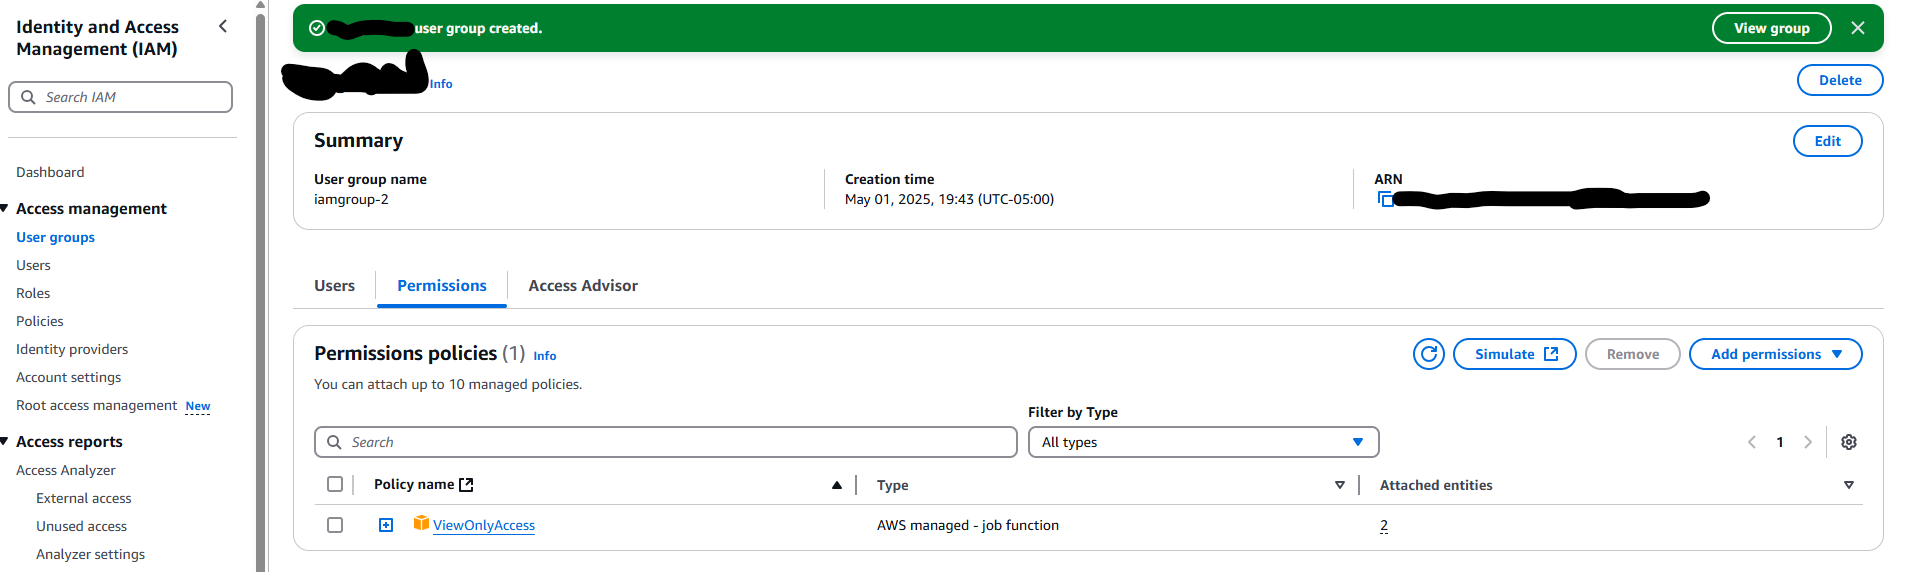 Identity and Access
Management (IAM)
Search IAM
Dashboard
Access management
User groups
Users
Roles
Policies
Identity providers
Account settings
Root access management New
Access reports
Access Analyzer
External access
Unused access
Analyzer settings
user group created.
View group
Info
Delete
Summary
Edit
User group name
iamgroup-2
Creation time
May 01, 2025, 19:43 (UTC-05:00)
ARN
Users
Permissions
Access Advisor
Permissions policies (1) Info
You can attach up to 10 managed policies.
Simulate
Remove
Add permissions
Search
Filter by Type
All types
1
Policy name
Type
Attached entities
ViewOnlyAccess
AWS managed - job function
2